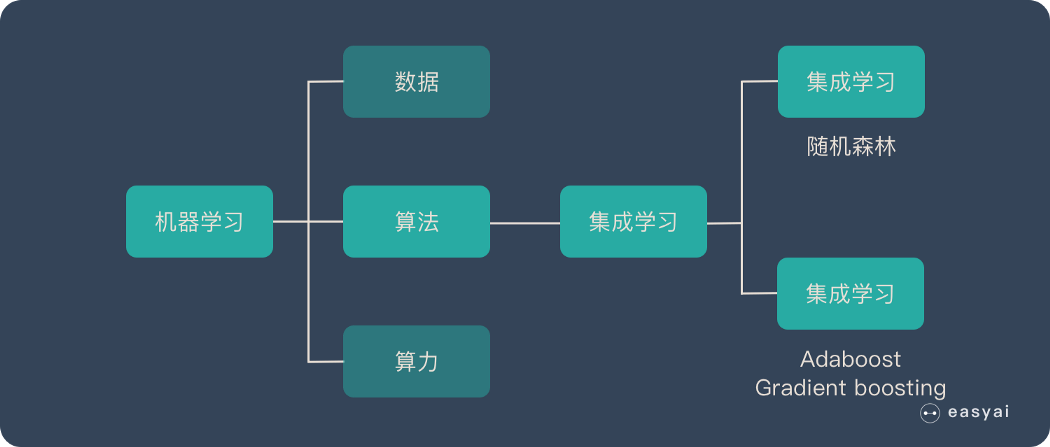 数据
集成学习
随机森林
机器学习
算法
集成学习
集成学习
算力
Adaboost
Gradient boosting
easyai